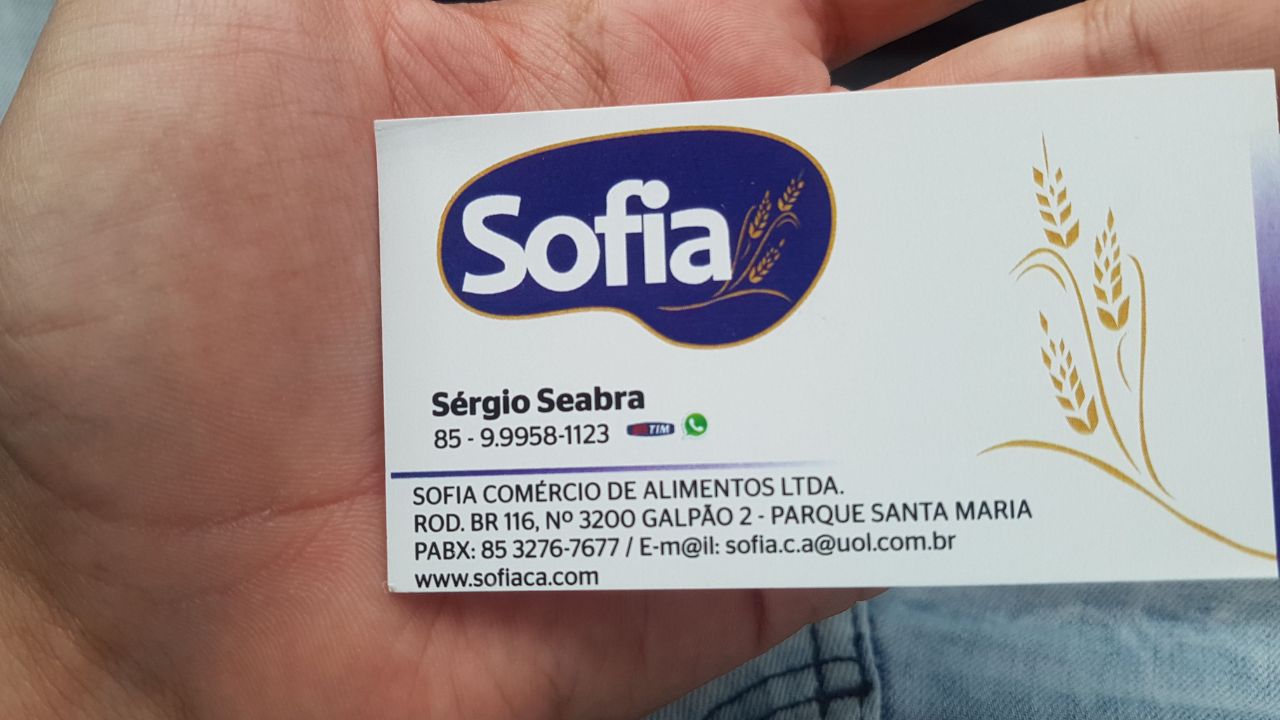 Sofia
Sérgio Seabra
85 - 9.9958-1123 TIM
SOFIA COMÉRCIO DE ALIMENTOS LTDA.
ROD. BR 116, Nº 3200 GALPÃO 2 - PARQUE SANTA MARIA
PABX: 85 3276-7677 / E-m@il: sofia.c.a@uol.com.br
www.sofiaca.com